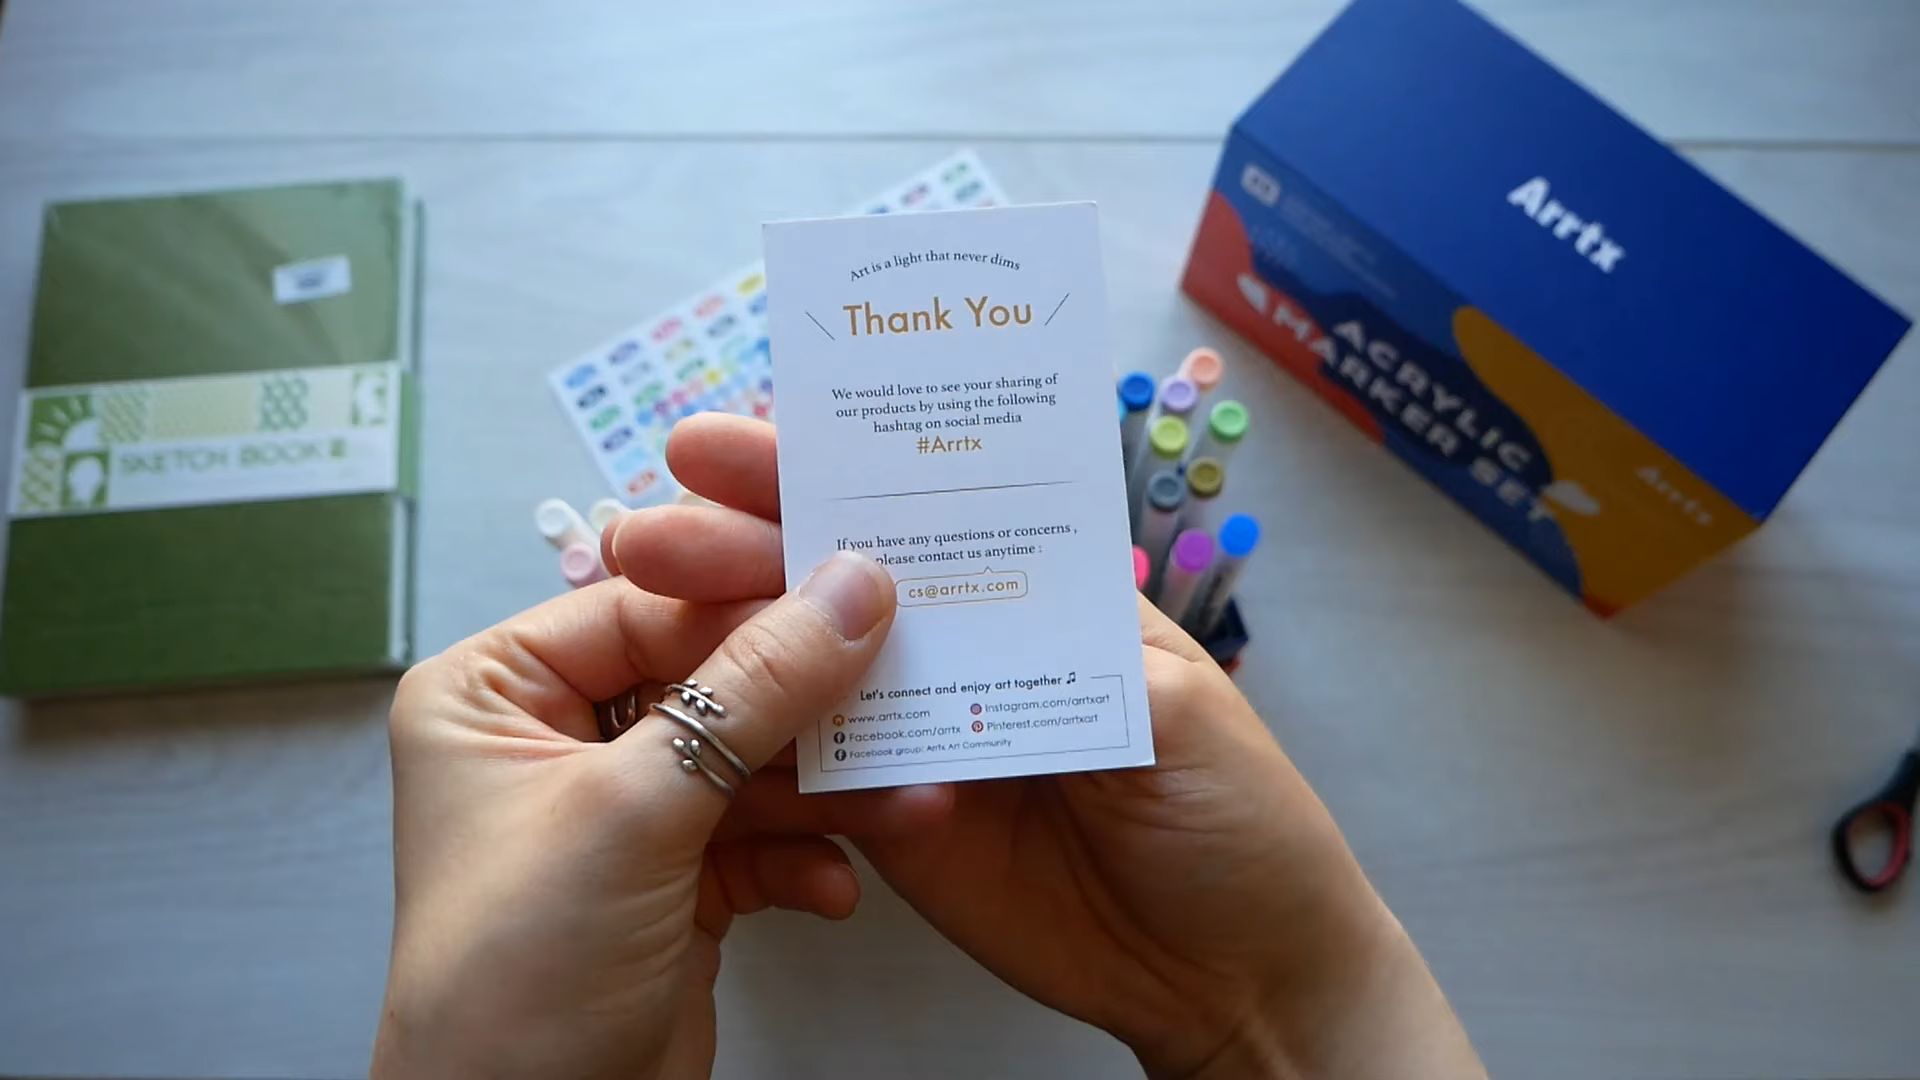 Art is a light that never dims
Thank You
We would love to see your sharing of
our products by using the following
hashtag on social media
#Arrtx
If you have any questions or concerns ,
please contact us anytime :
cs@arrtx.com
Let's connect and enjoy art together
www.arrtx.com
Instagram.com/arrtxart
Facebook.com/arrtx
Pinterest.com/arrtxart
Facebook group: Arrtx Art Community
SKETCH BOOK
Arrtx
ACRYLIC
MARKER SET
Arrtx